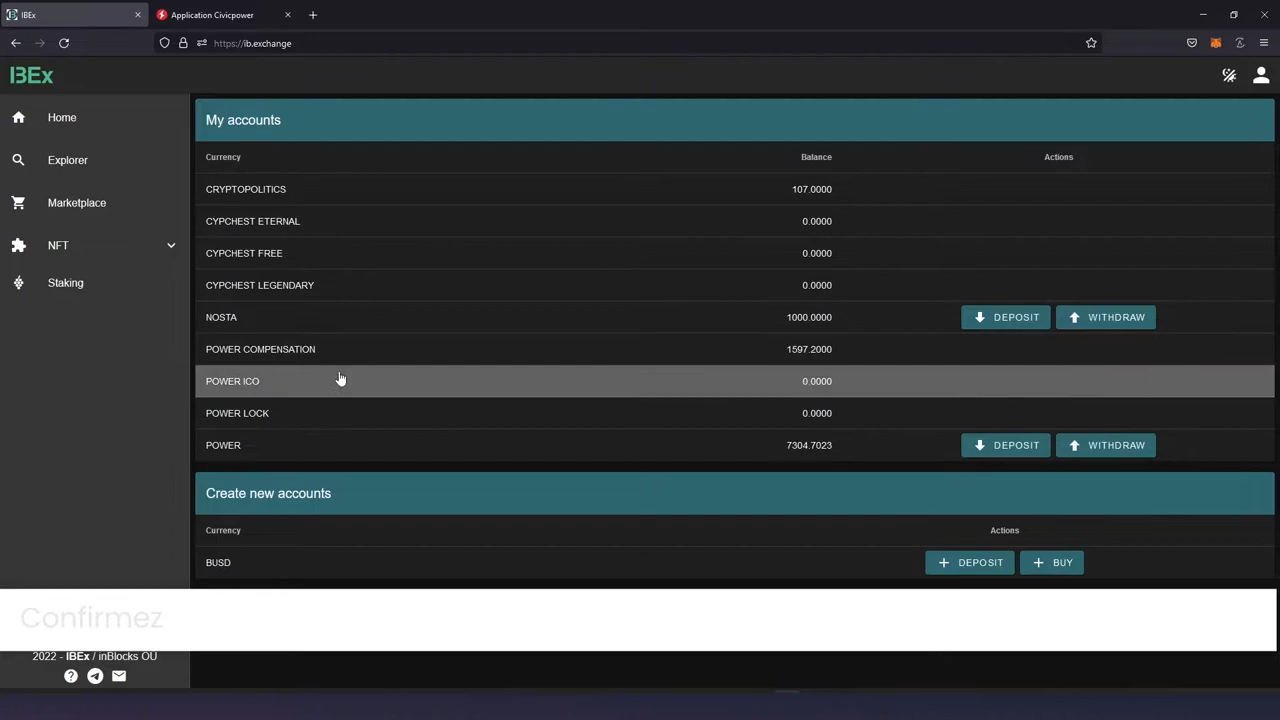 IBEx
Application Civicpower
https://ib.exchange
IBEx
Home
Explorer
Marketplace
NFT
Staking
My accounts
Currency Balance Actions
CRYPTOPOLITICS 107.0000
CYPCHEST ETERNAL 0.0000
CYPCHEST FREE 0.0000
CYPCHEST LEGENDARY 0.0000
NOSTA 1000.0000 DEPOSIT WITHDRAW
POWER COMPENSATION 1597.2000
POWER ICO 0.0000
POWER LOCK 0.0000
POWER 7304.7023 DEPOSIT WITHDRAW
Create new accounts
Currency Actions
BUSD DEPOSIT BUY
Confirmez
2022 - IBEx / inBlocks OU